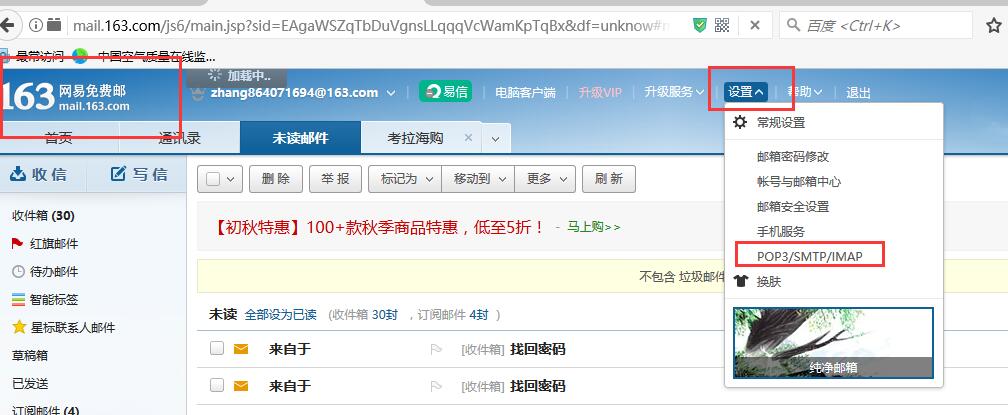 mail.163.com/js6/main.jsp?sid=EAgaWSZqTbDuVgnsLLqqqVcWamKpTqBx&df=unknow#m
百度 <Ctrl+K>
最常访问 中国空气质量在线监...
163 网易免费邮
mail.163.com
加载中..
zhang864071694@163.com
易信 电脑客户端 升级VIP 升级服务 设置 帮助 退出
首页 通讯录 未读邮件 考拉海购
收信 写信
删 除 举 报 标记为 移动到 更多 刷 新
收件箱 (30)
红旗邮件
待办邮件
智能标签
星标联系人邮件
草稿箱
已发送
订阅邮件 (4)
【初秋特惠】100+款秋季商品特惠，低至5折！ - 马上购>>
不包含 垃圾邮件
未读 全部设为已读 (收件箱 30封 ，订阅邮件 4封 )
来自于 [收件箱] 找回密码
来自于 [收件箱] 找回密码
常规设置
邮箱密码修改
帐号与邮箱中心
邮箱安全设置
手机服务
POP3/SMTP/IMAP
换肤
纯净邮箱